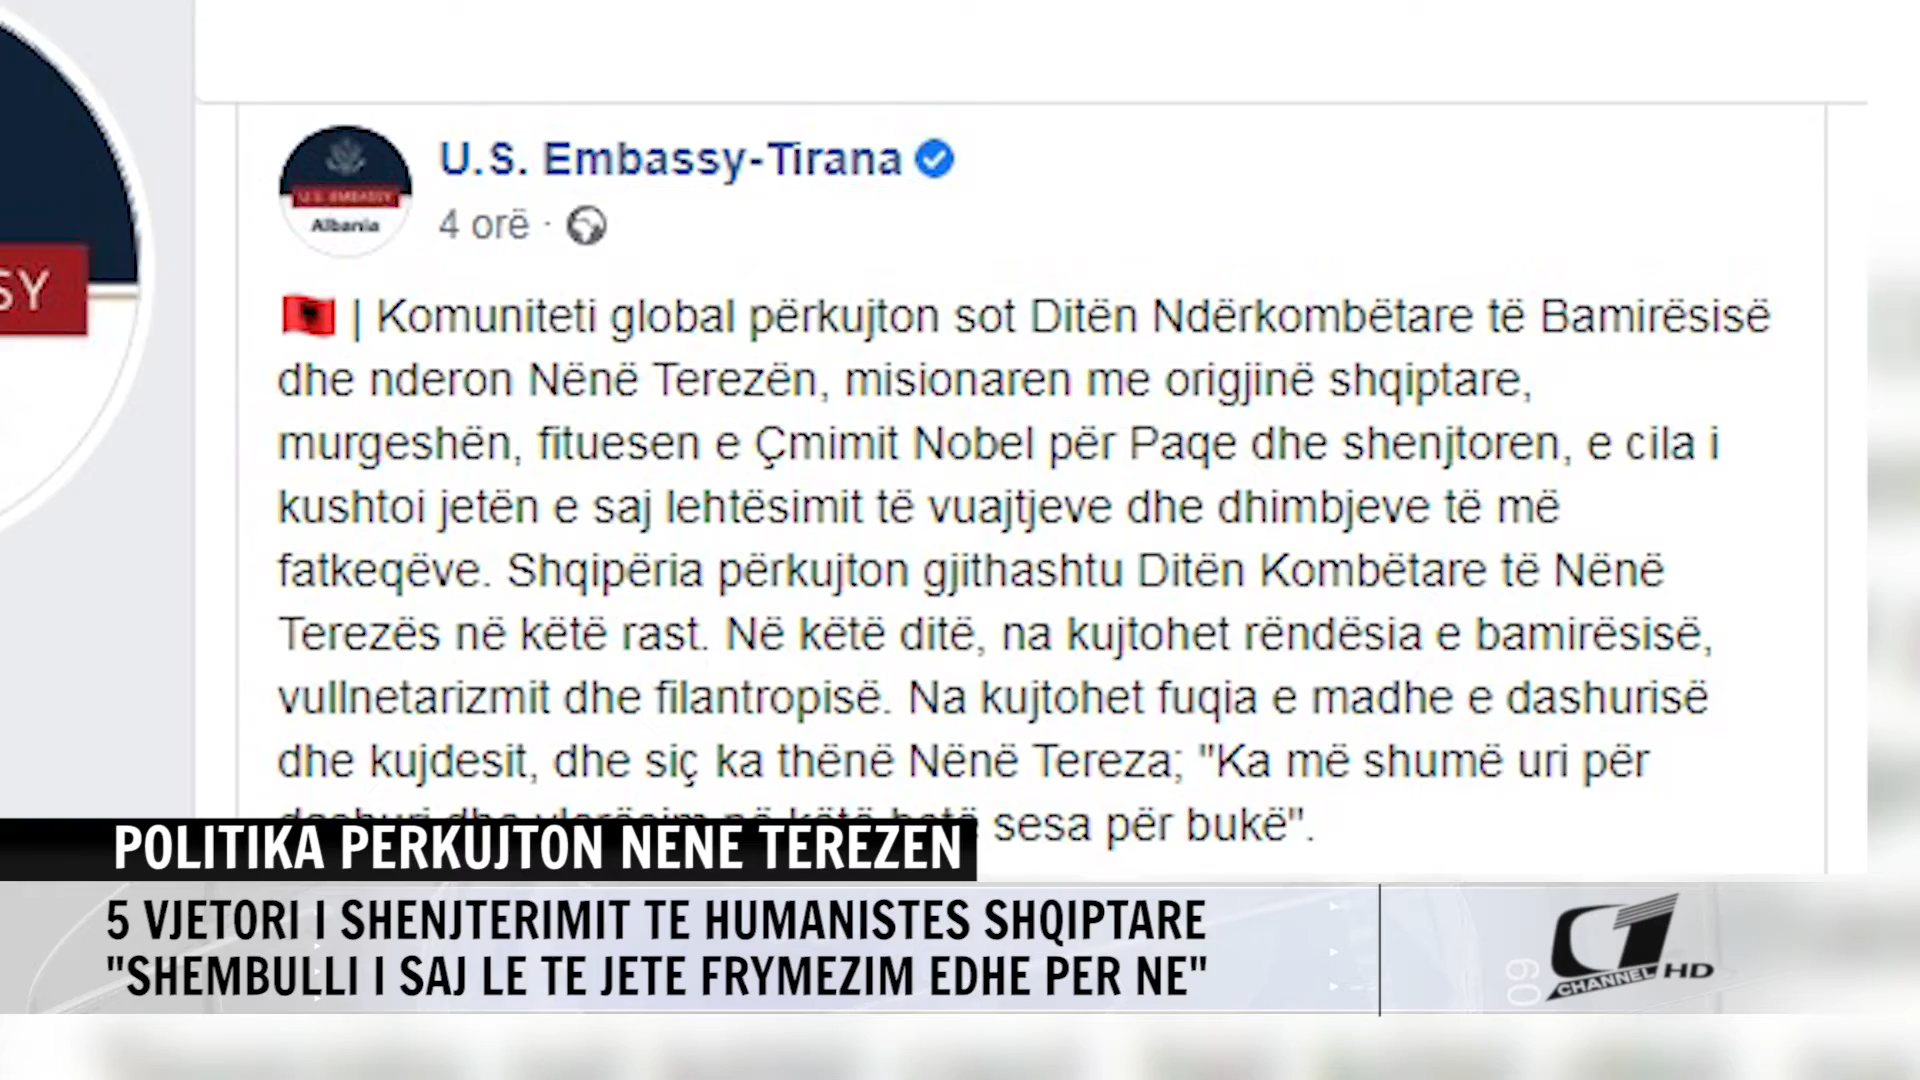 SY
U.S. Embassy-Tirana
U.S. EMBASSY
Albania
4 orë ·
| Komuniteti global përkujton sot Ditën Ndërkombëtare të Bamirësisë
dhe nderon Nënë Terezën, misionaren me origjinë shqiptare,
murgeshën, fituesen e Çmimit Nobel për Paqe dhe shenjtoren, e cila i
kushtoi jetën e saj lehtësimit të vuajtjeve dhe dhimbjeve të më
fatkeqëve. Shqipëria përkujton gjithashtu Ditën Kombëtare të Nënë
Terezës në këtë rast. Në këtë ditë, na kujtohet rëndësia e bamirësisë,
vullnetarizmit dhe filantropisë. Na kujtohet fuqia e madhe e dashurisë
dhe kujdesit, dhe siç ka thënë Nënë Tereza; "Ka më shumë uri për
sesa për bukë".
POLITIKA PERKUJTON NENE TEREZEN
5 VJETORI I SHENJTERIMIT TE HUMANISTES SHQIPTARE
"SHEMBULLI I SAJ LE TE JETE FRYMEZIM EDHE PER NE"
CHANNEL HD